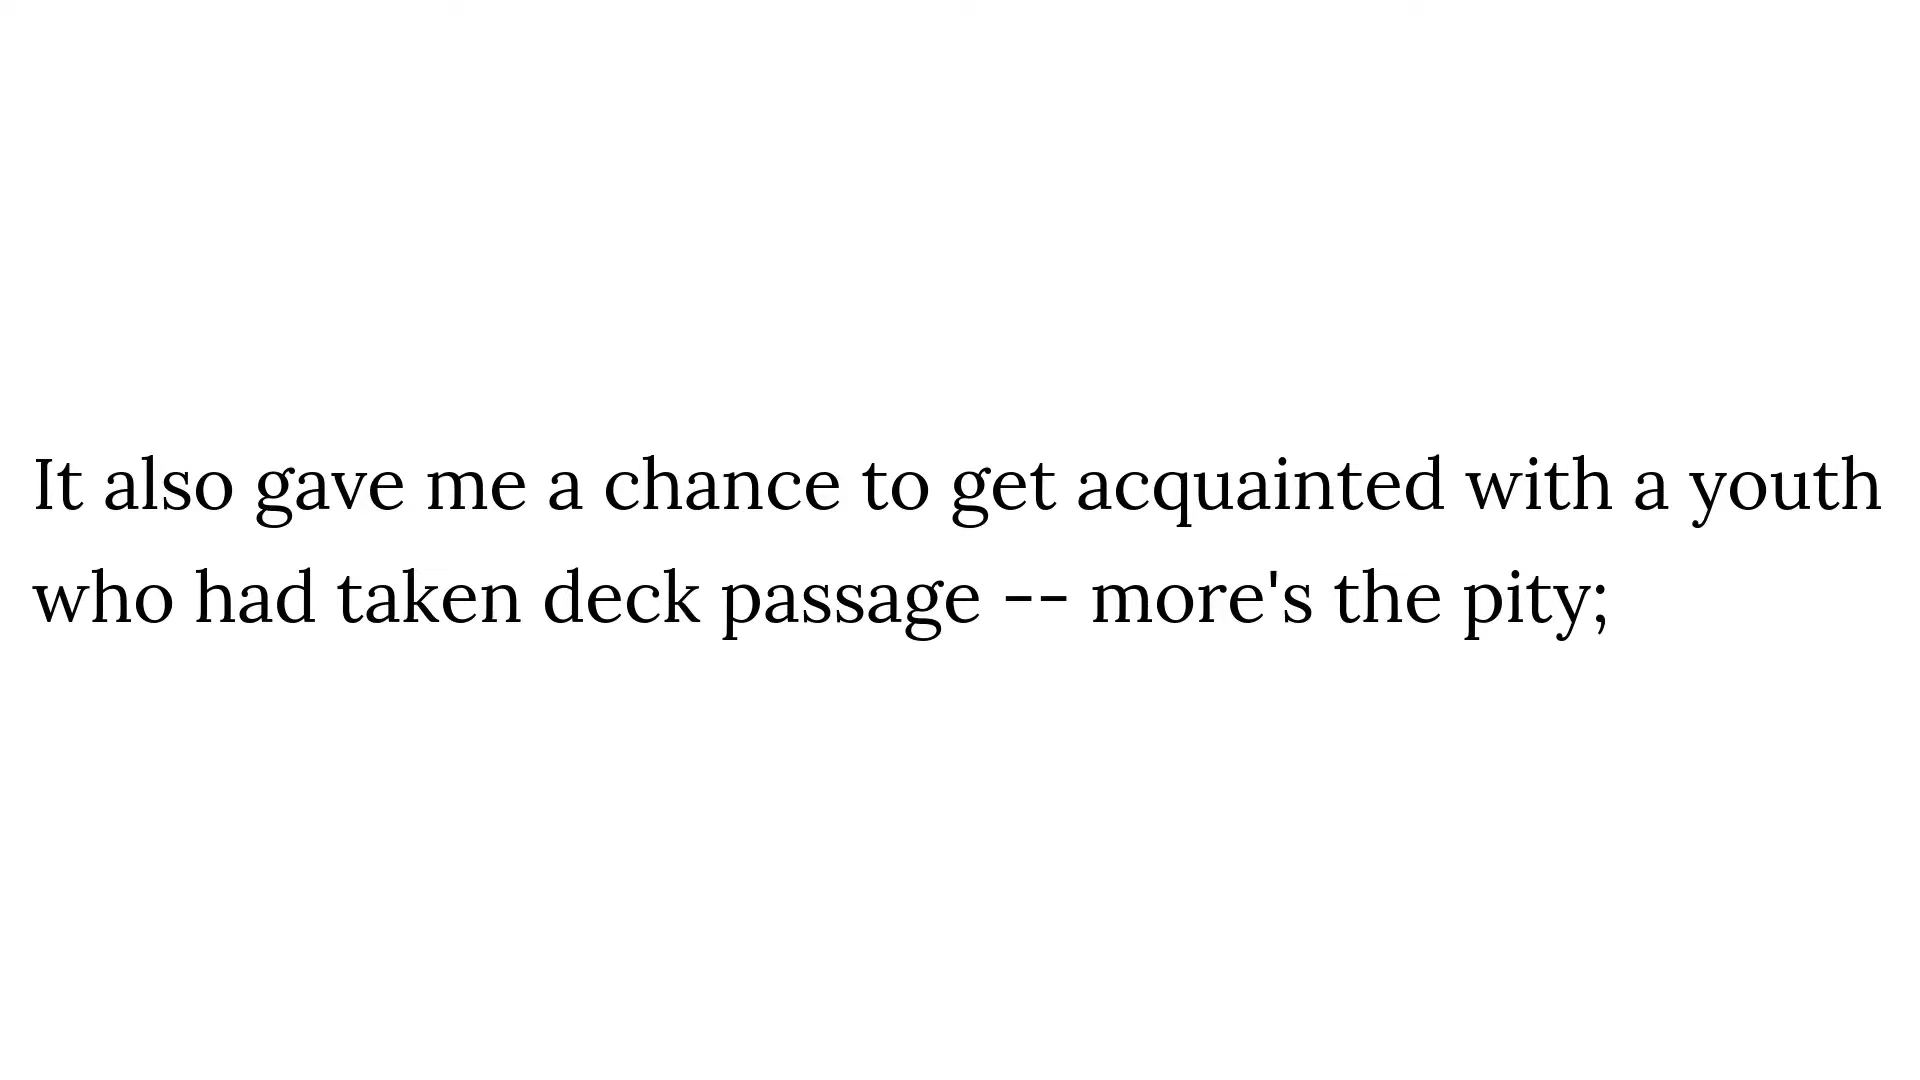 It also gave me a chance to get acquainted with a youth
who had taken deck passage -- more's the pity;